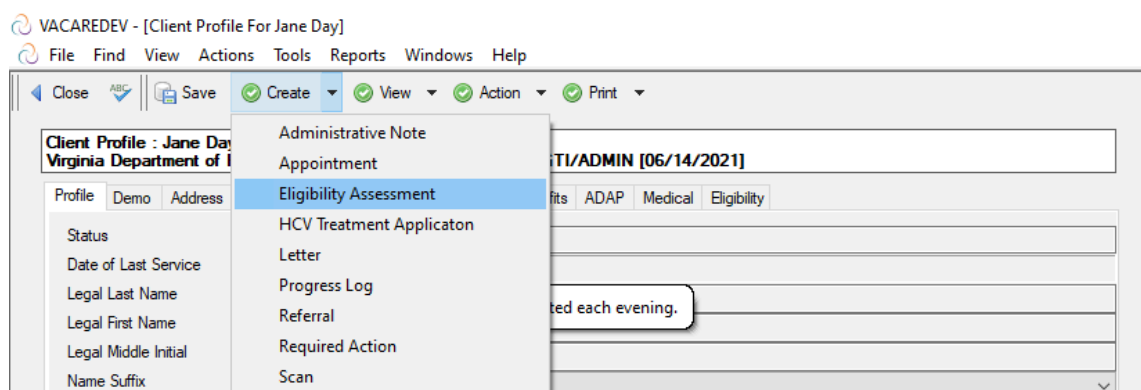 VACAREDEV - [Client Profile For Jane Day]
File Find View Actions Tools Reports Windows Help
Close ABC Save Create View Action Print
Client Profile : Jane Day
Virginia Department of TI/ADMIN [06/14/2021]
Profile Demo Address fits ADAP Medical Eligibility
Administrative Note
Appointment
Eligibility Assessment
HCV Treatment Applicaton
Letter
Progress Log
Referral
Required Action
Scan
Status
Date of Last Service
Legal Last Name
ted each evening.
Legal First Name
Legal Middle Initial
Name Suffix